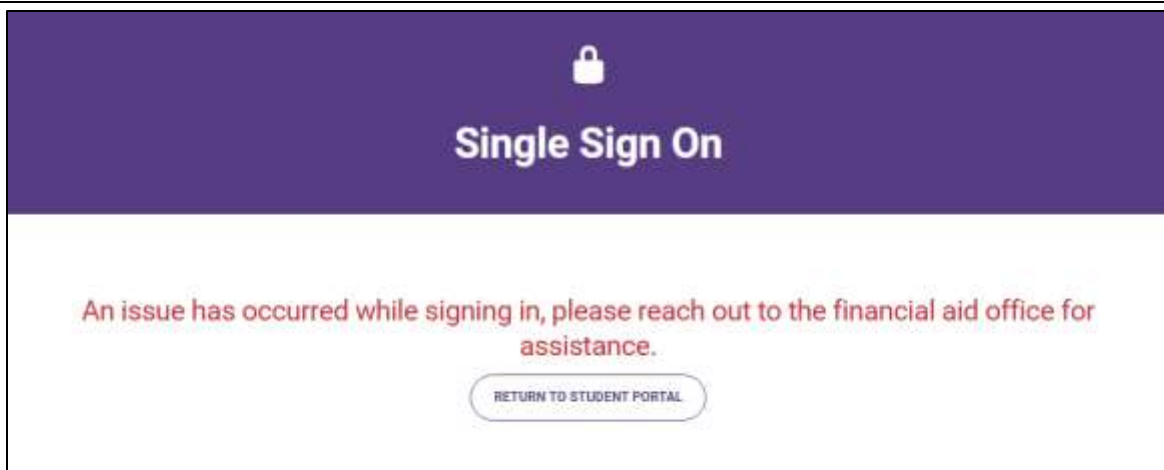 Single Sign On
An issue has occurred while signing in, please reach out to the financial aid office for
assistance.
RETURN TO STUDENT PORTAL